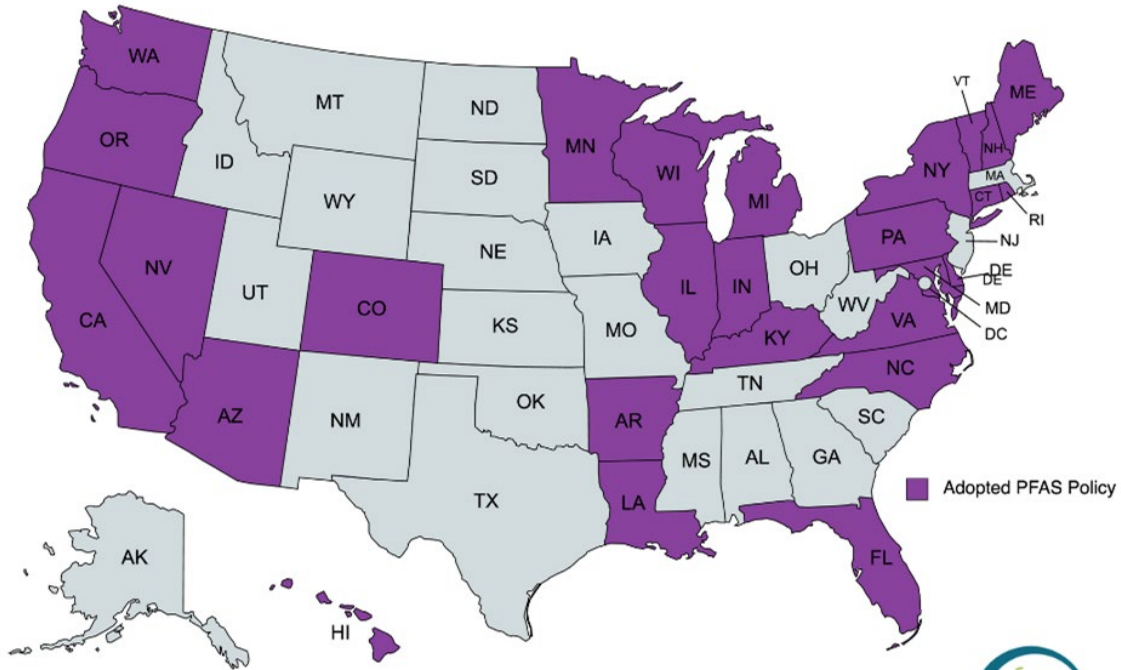 WA
MT
ND
MN
VT
ME
OR
ID
SD
WI
NY
NH
MA
WY
MI
CT
RI
IA
NE
PA
NJ
NV
UT
CO
IL
IN
OH
DE
DE
WV
MD
CA
KS
MO
KY
VA
DC
NC
AZ
NM
OK
AR
TN
SC
MS
AL
GA
TX
LA
Adopted PFAS Policy
AK
FL
HI